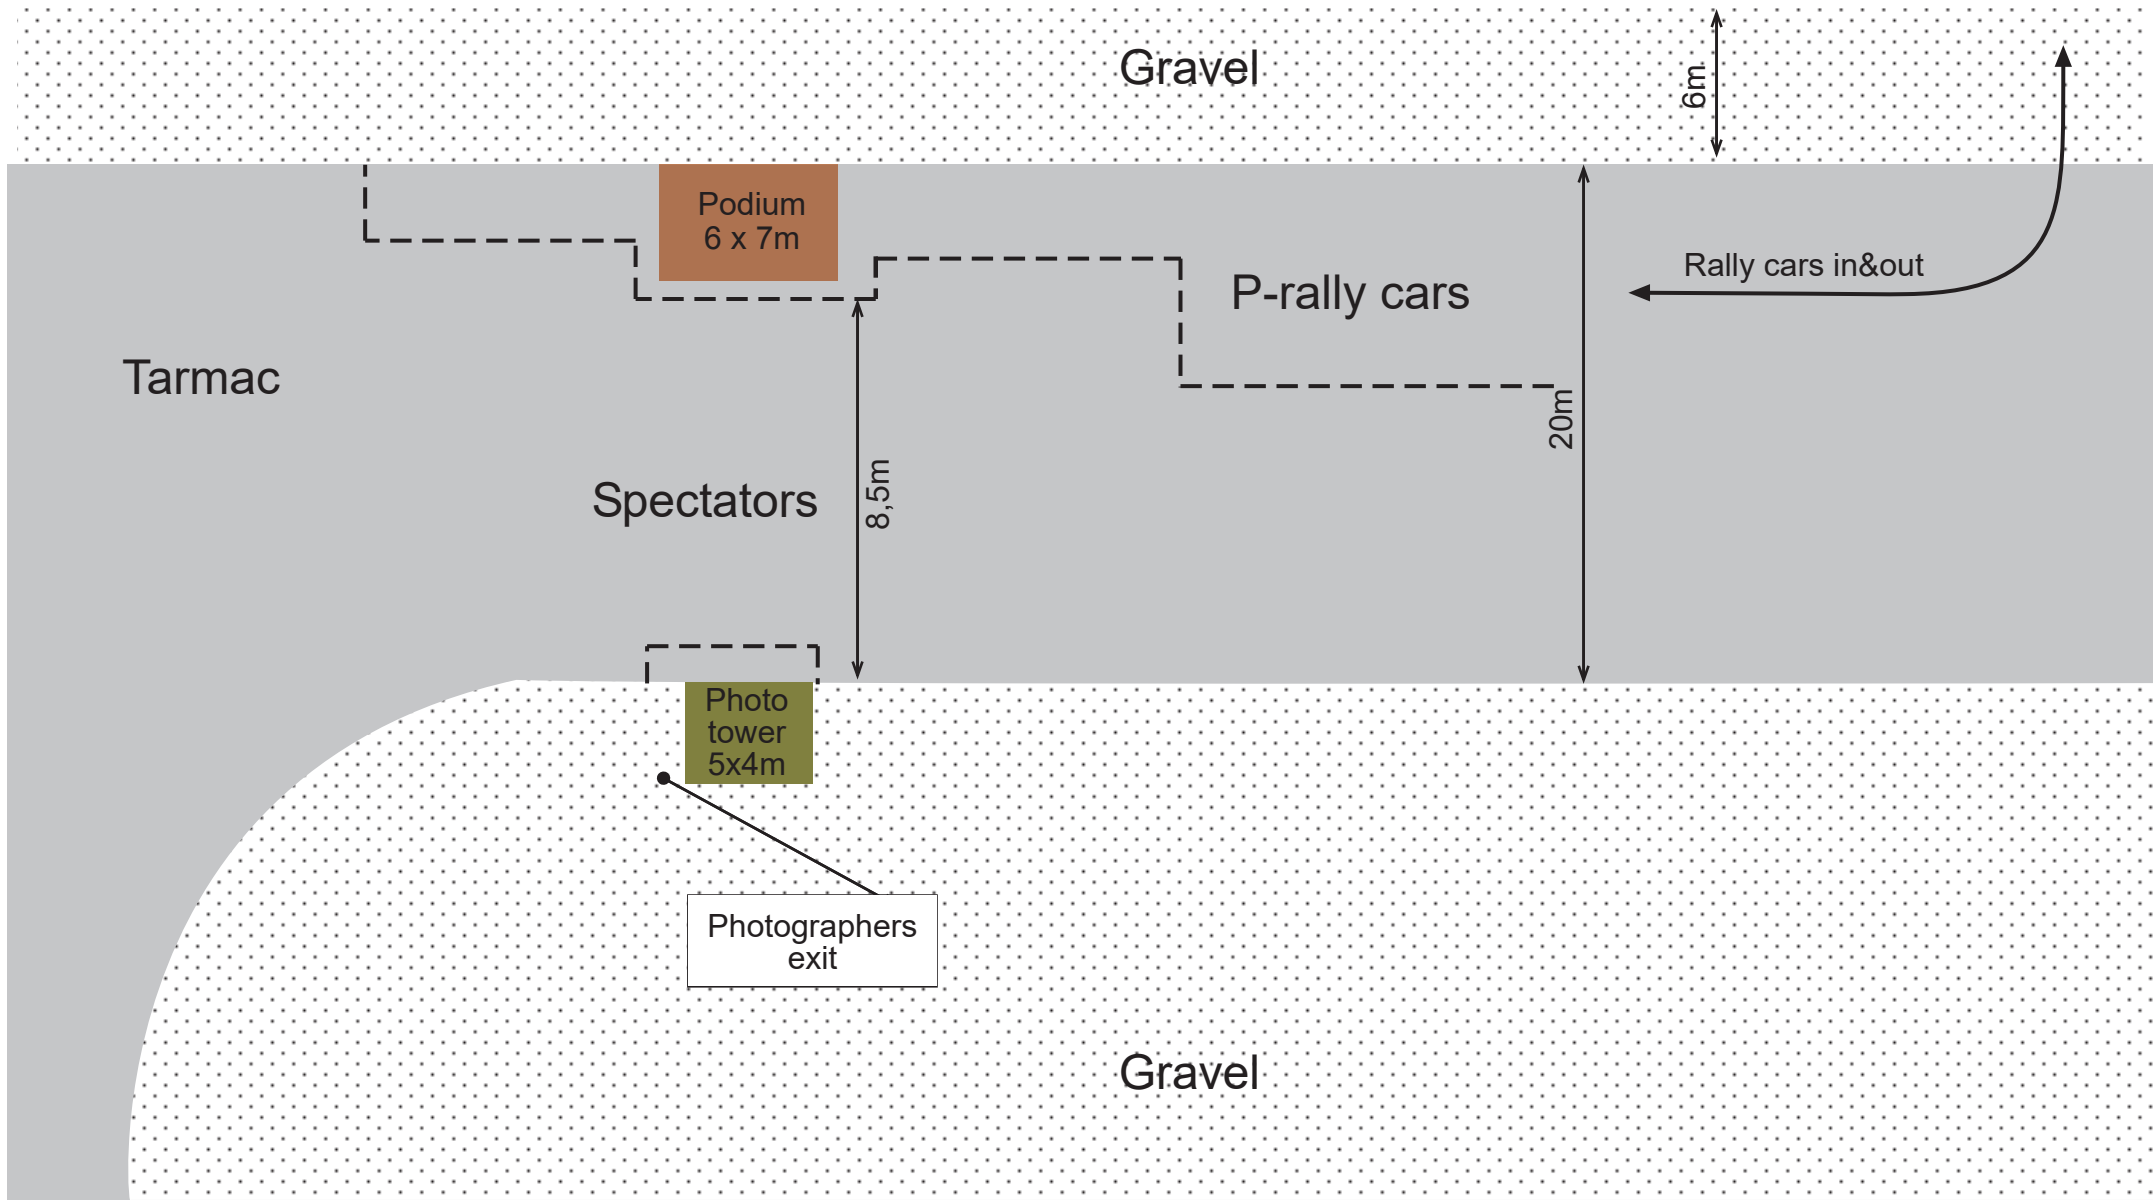 Gravel
6m
Podium
6 x 7m
Rally cars in&out
P-rally cars
Tarmac
20m
Spectators
8,5m
Photo
tower
5x4m
Photographers
exit
Gravel